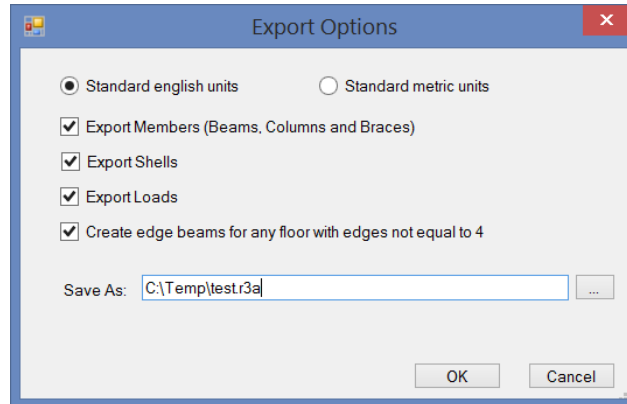 Export Options
Standard english units Standard metric units
Export Members (Beams, Columns and Braces)
Export Shells
Export Loads
Create edge beams for any floor with edges not equal to 4
Save As: C:\Temp\test.r3a ...
OK Cancel